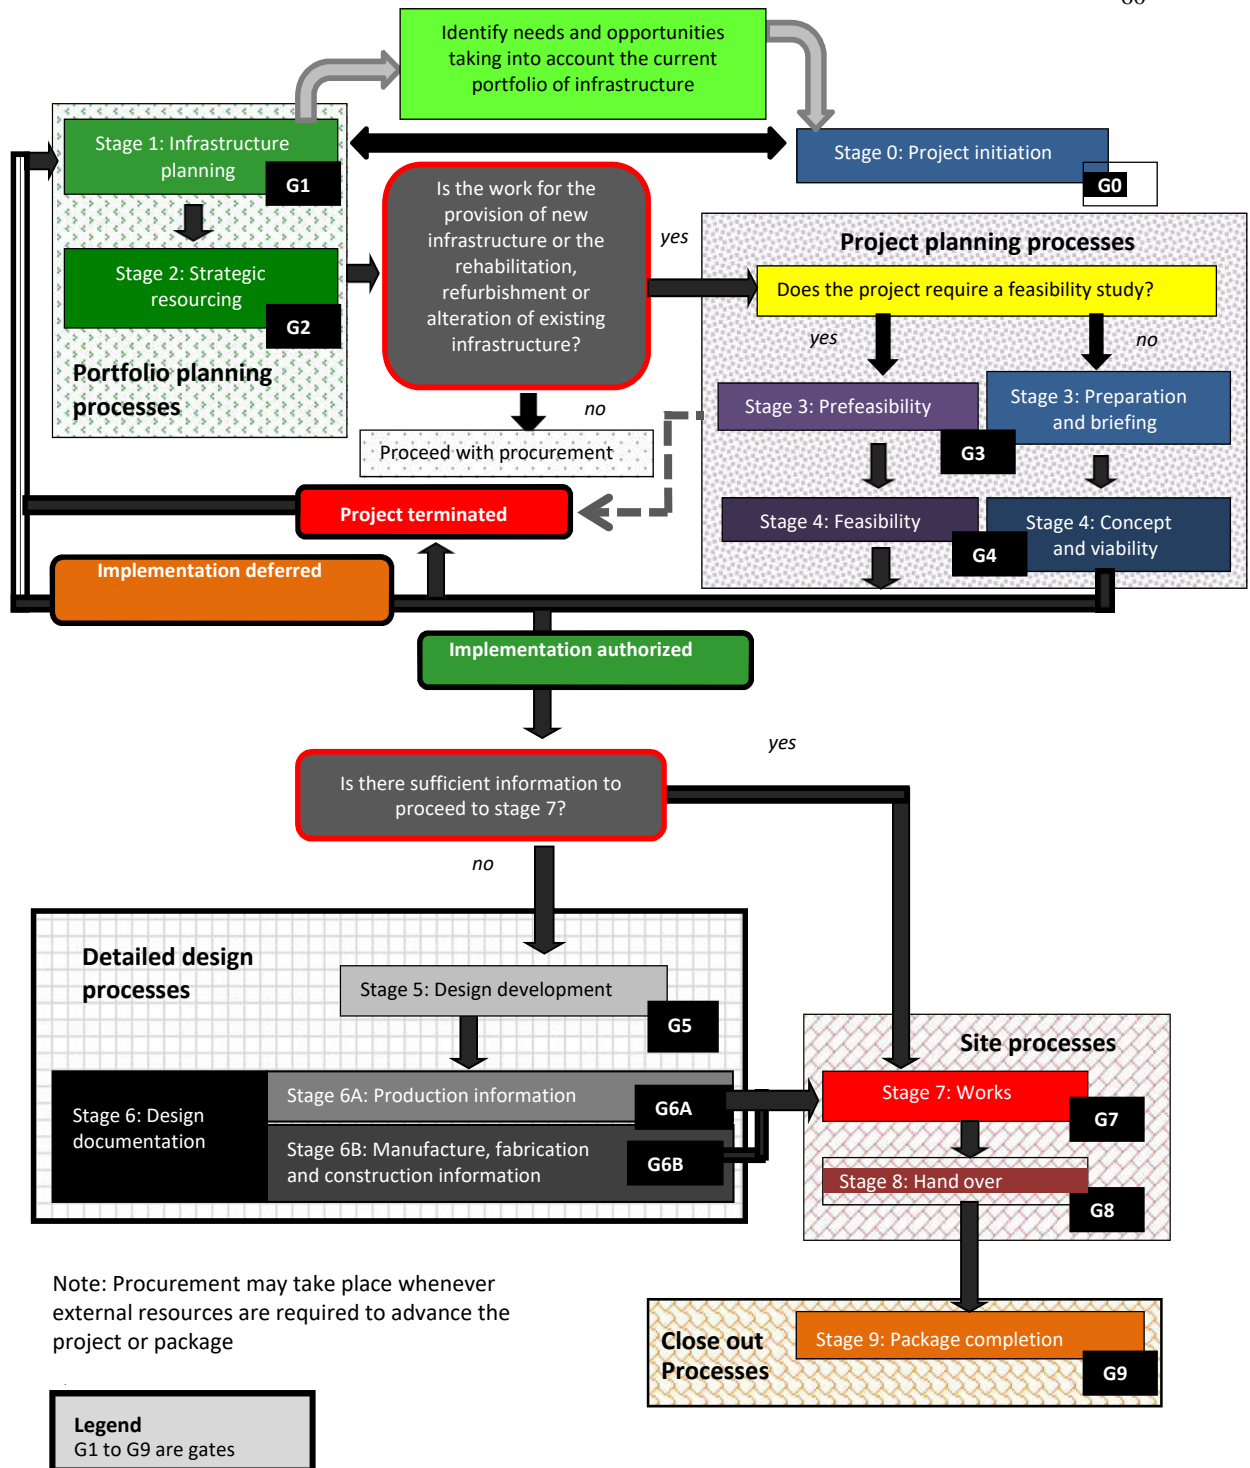 Identify needs and opportunities
taking into account the current
portfolio of infrastructure
Stage 1: Infrastructure
planning
G1
Stage 0: Project initiation
G0
Is the work for the
provision of new
infrastructure or the
rehabilitation,
refurbishment or
alteration of existing
infrastructure?
yes
Stage 2: Strategic
resourcing
G2
Portfolio planning
processes
Project planning processes
Does the project require a feasibility study?
yes
no
Stage 3: Prefeasibility
Stage 3: Preparation
and briefing
G3
no
Proceed with procurement
Project terminated
Stage 4: Feasibility
Stage 4: Concept
and viability
G4
Implementation deferred
Implementation authorized
yes
Is there sufficient information to
proceed to stage 7?
no
Detailed design
processes
Stage 5: Design development
G5
Stage 6: Design
documentation
Stage 6A: Production information
G6A
Stage 6B: Manufacture, fabrication
and construction information
G6B
Site processes
Stage 7: Works
G7
Stage 8: Hand over
G8
Note: Procurement may take place whenever
external resources are required to advance the
project or package
Close out
Processes
Stage 9: Package completion
G9
Legend
G1 to G9 are gates